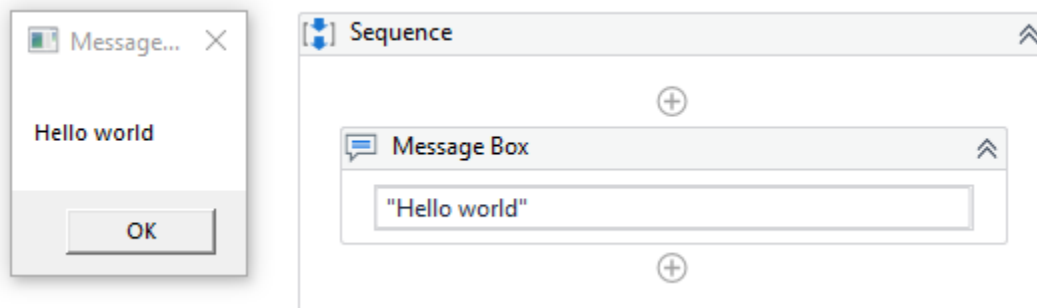 Message...
Hello world
OK
Sequence
Message Box
"Hello world"